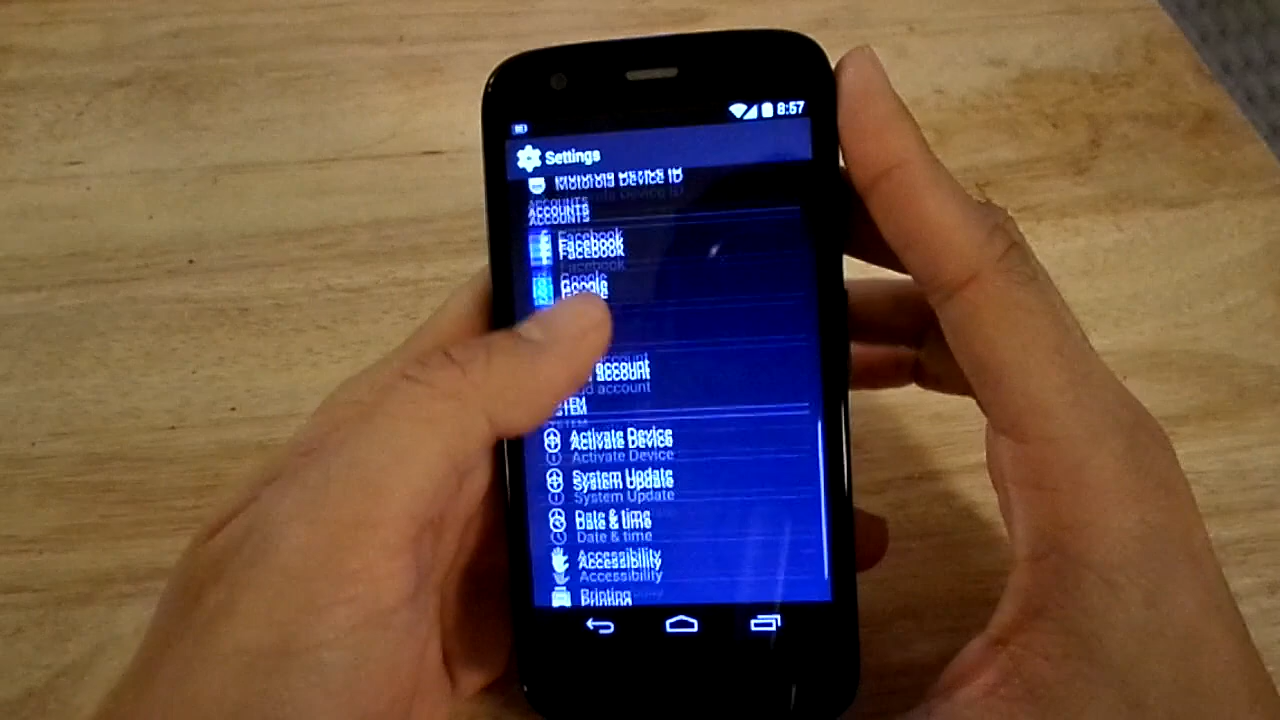 8:57
Settings
Motorola Device ID
ACCOUNTS
Facebook
Google
account
Activate Device
System Update
Date & time
Accessibility
Printing